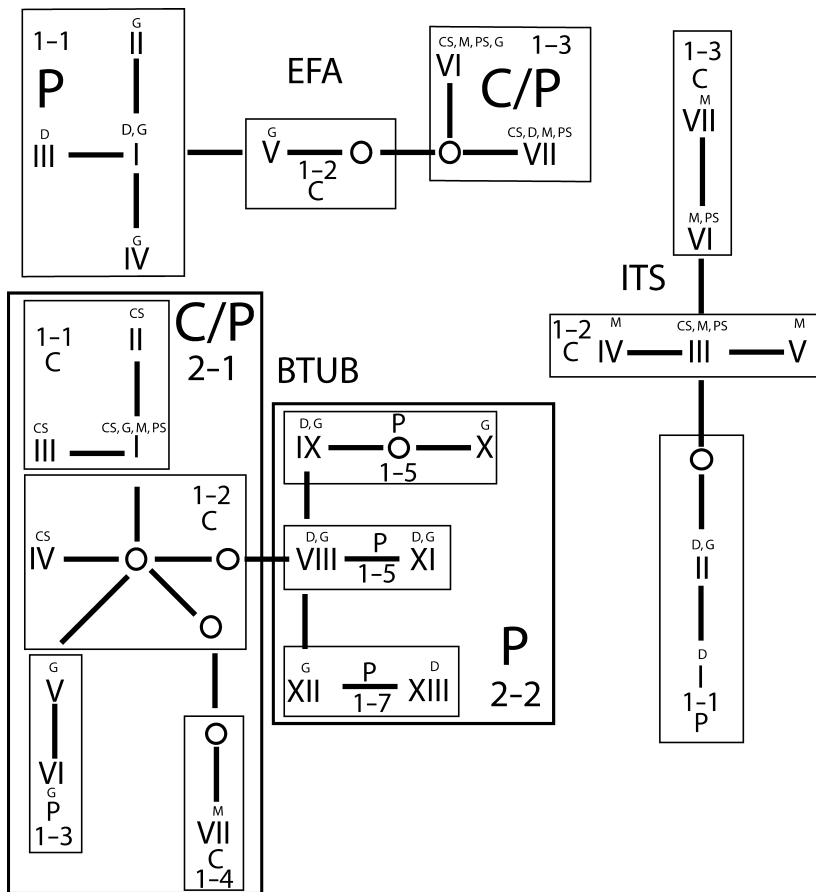 G
1–1 II
P
D D, G
III I
G
IV
EFA
G
V
1–2
C
CS, M, PS, G 1–3
VI C/P
CS, D, M, PS
VII
1–3
C
M
VII
M, PS
VI
ITS
1–2 M CS, M, PS M
C IV III V
D, G
II
D
I
1–1
P
C/P
2–1
CS
1–1 II
C
CS CS, G, M, PS
III I
1–2
C
CS
IV
G
V
VI
G
P
1–3
M
VII
C
1–4
BTUB
D, G P G
IX X
1–5
D, G P D, G
VIII XI
1–5
G P D
XII XIII
1–7
P
2–2